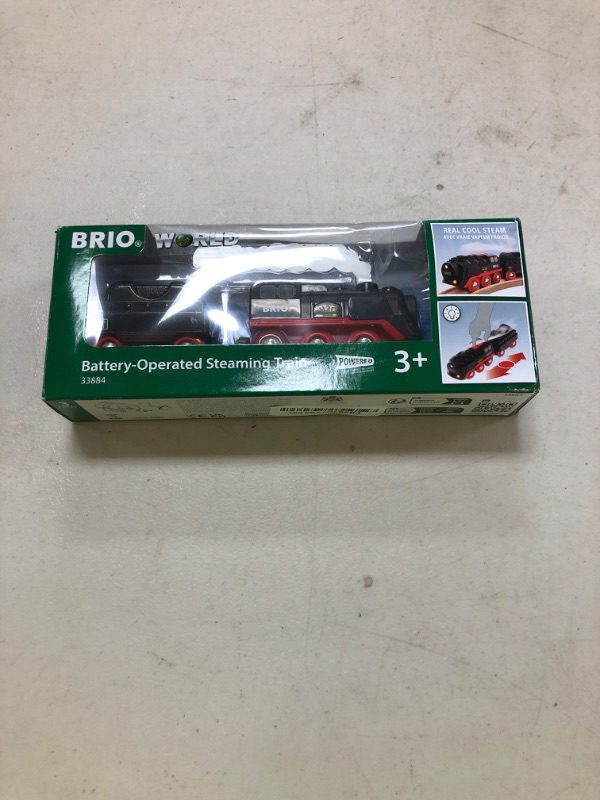 BRIO®
WORLD
REAL COOL STEAM
AVEC VRAIE VAPEUR FROIDE
BRIO
Battery-Operated Steaming Train
33884
POWERED
3+